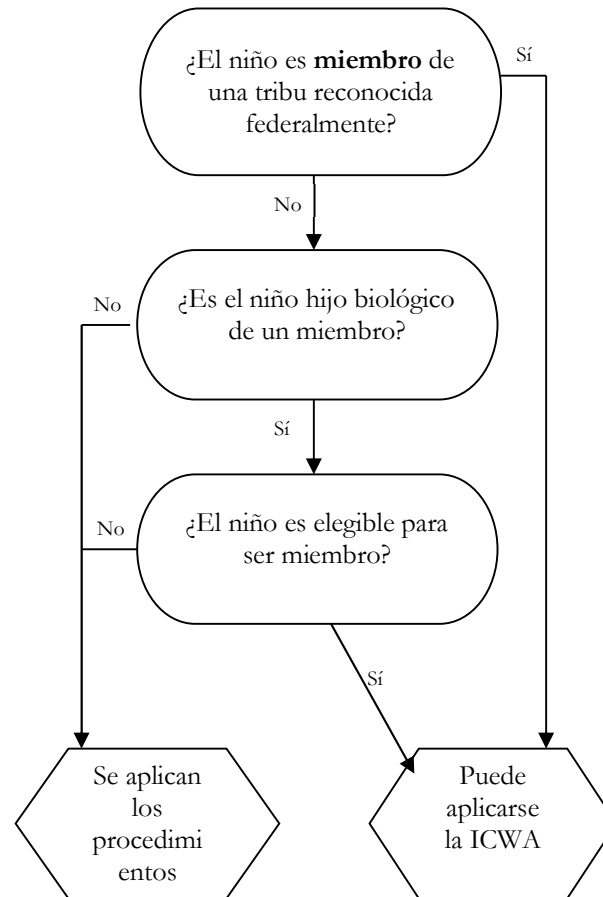 ¿El niño es miembro de
una tribu reconocida
federalmente?
Sí
No
¿Es el niño hijo biológico
de un miembro?
No
Sí
¿El niño es elegible para
ser miembro?
No
Sí
Se aplican
los
procedimi
entos
Puede
aplicarse
la ICWA